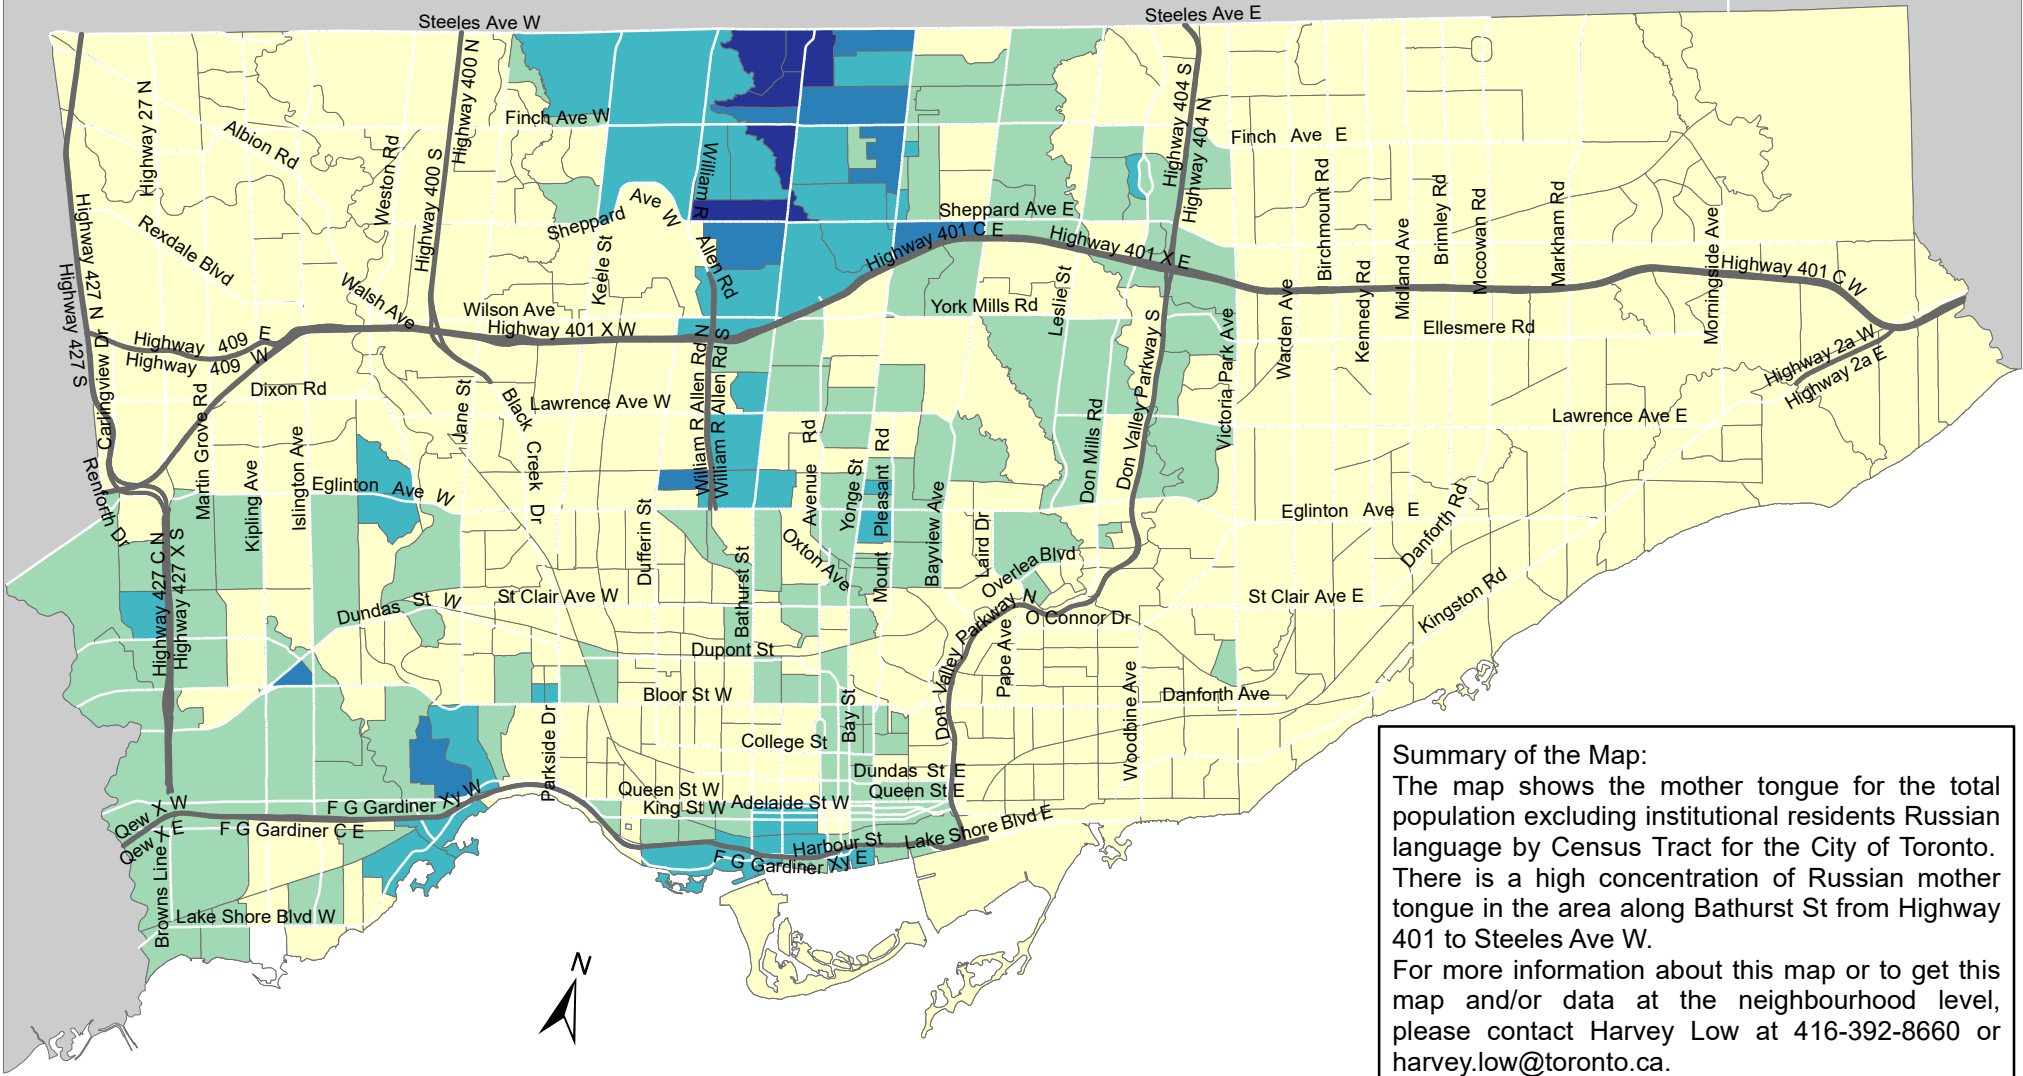 Steeles Ave W
Steeles Ave E
Highway 27 N
Albion Rd
Weston Rd
Highway 400 N
Highway 400 S
Finch Ave W
William R
Allen Rd
Highway 404 S
Highway 404 N
Finch Ave E
Birchmount Rd
Brimley Rd
Mccowan Rd
Markham Rd
Midland Ave
Morningside Ave
Highway 427 N
Highway 427 S
Rexdale Blvd
Sheppard
Ave W
Keele St
Sheppard Ave E
Highway 401 C E
Highway 401 X E
Highway 401 C W
Walsh Ave
Wilson Ave
Highway 401 X W
York Mills Rd
Leslie St
Ellesmere Rd
Warden Ave
Kennedy Rd
Highway 2a W
Highway 2a E
Highway 409 E
Highway 409 W
Carlingview Dr
Dixon Rd
Martin Grove Rd
Jane St
Black Creek Dr
Lawrence Ave W
William R Allen Rd N
William R Allen Rd S
Don Valley Parkway S
Victoria Park Ave
Lawrence Ave E
Renforth Dr
Kipling Ave
Islington Ave
Eglinton Ave W
Dufferin St
Avenue Rd
Yonge St
Mount Pleasant Rd
Bayview Ave
Laird Dr
Don Mills Rd
Eglinton Ave E
Danforth Rd
Oxton Ave
Overlea Blvd
Highway 427 C N
Highway 427 X S
Dundas St W
St Clair Ave W
Bathurst St
Don Valley Parkway N
O Connor Dr
St Clair Ave E
Kingston Rd
Dupont St
Pape Ave
Bloor St W
Bay St
Woodbine Ave
Danforth Ave
Parkside Dr
College St
Dundas St E
Queen St W
Queen St E
King St W
Adelaide St W
Qew X W
Qew X E
F G Gardiner Xy W
F G Gardiner C E
Harbour St
Lake Shore Blvd E
F G Gardiner Xy E
Browns Line
Lake Shore Blvd W
N
Summary of the Map:
The map shows the mother tongue for the total
population excluding institutional residents Russian
language by Census Tract for the City of Toronto.
There is a high concentration of Russian mother
tongue in the area along Bathurst St from Highway
401 to Steeles Ave W.
For more information about this map or to get this
map and/or data at the neighbourhood level,
please contact Harvey Low at 416-392-8660 or
harvey.low@toronto.ca.